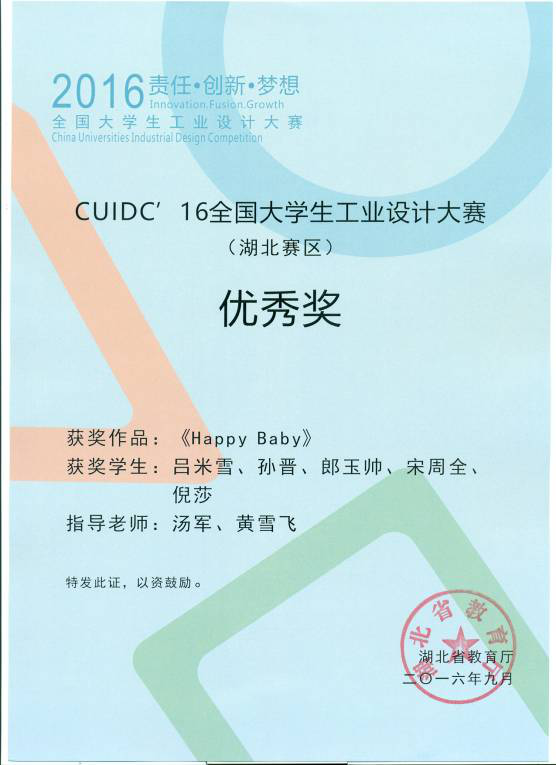 2016责任·创新·梦想
Innovation.Fusion.Growth
全国大学生工业设计大赛
China Universities Industrial Design Competition
CUIDC’16全国大学生工业设计大赛
（湖北赛区）
优秀奖
获奖作品：《Happy Baby》
获奖学生：吕米雪、孙晋、郎玉帅、宋周全、
倪莎
指导老师：汤军、黄雪飞
特发此证，以资鼓励。
湖北省教育厅
湖北省教育厅
二〇一六年九月